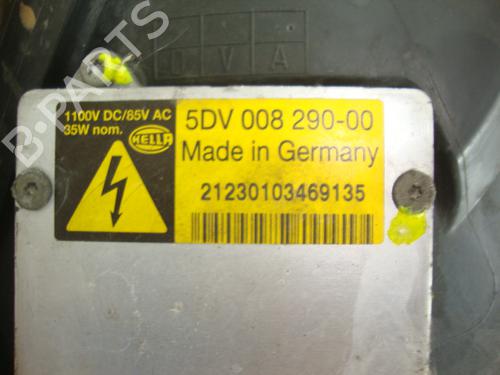 O V A
1100V DC/85V AC
35W nom.
HELLA
5DV 008 290-00
Made in Germany
21230103469135
B-PARTS